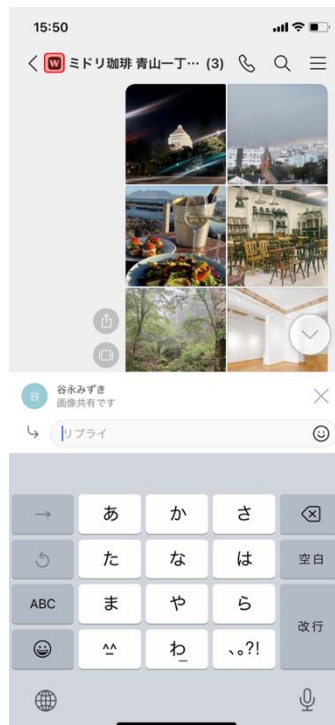 15:50
W ミドリ珈琲 青山一丁… (3)
谷 谷永みずき
画像共有です
リプライ
→ あ か さ
た な は 空白
ABC ま や ら
改行
^^ わ 、。?!